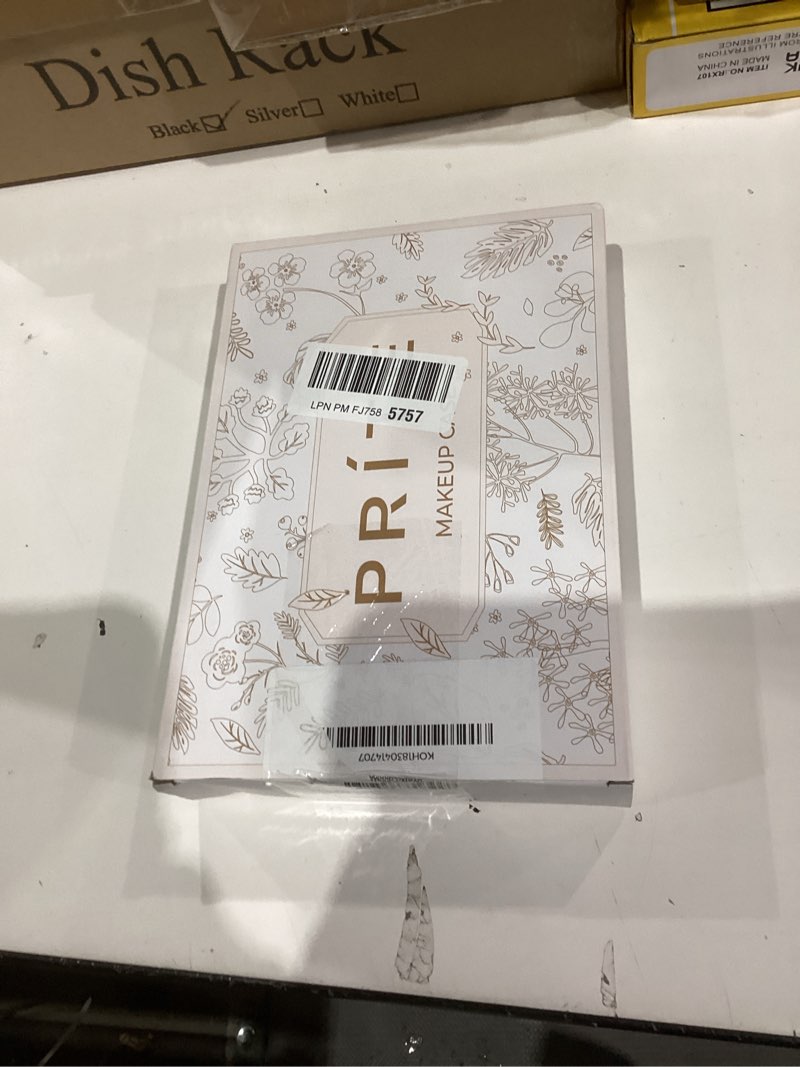 Dish Rack
Black Silver White
ITEM NO.:RX107
MADE IN CHINA
LPN PM FJ758 5757
PRí
MAKEUP
KOH1830414707